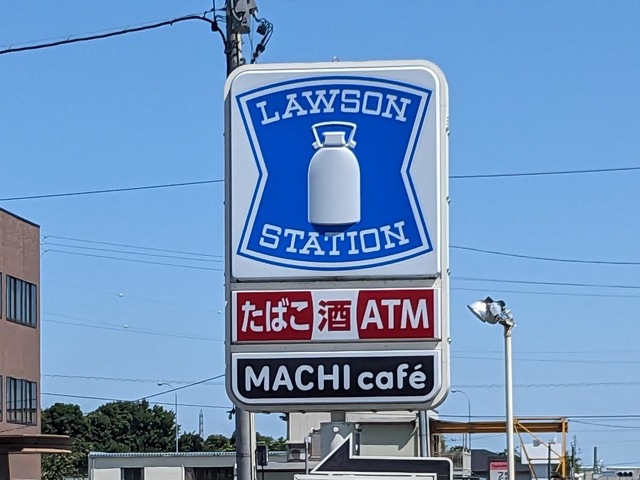 LAWSON
STATION
たばこ 酒 ATM
MACHI café